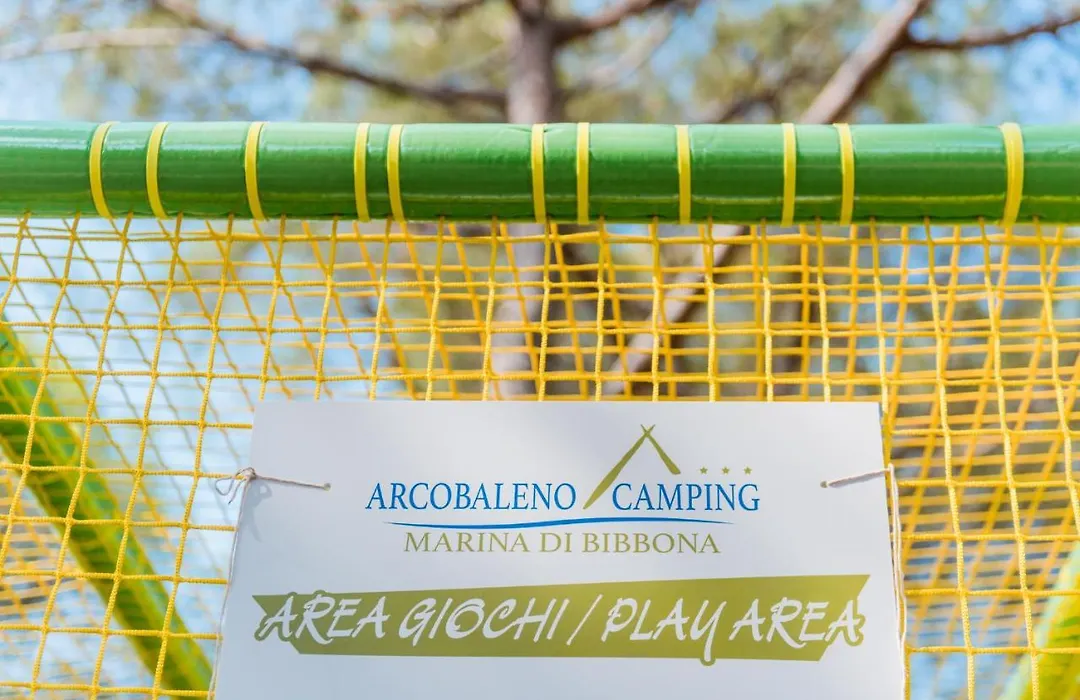 ARCOBALENO CAMPING
MARINA DI BIBBONA
AREA GIOCHI / PLAY AREA